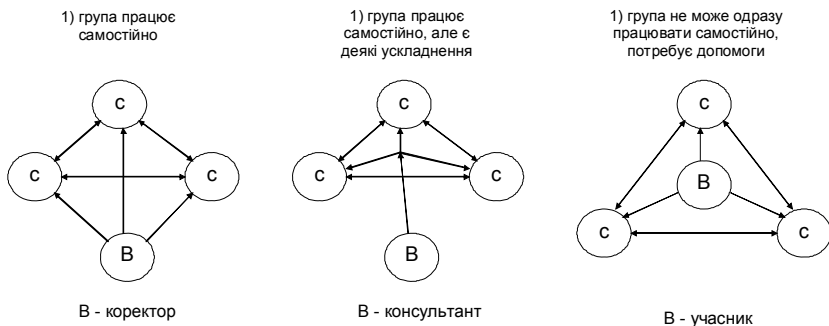 1) група працює
самостійно
С
С
С
В
В - коректор
1) група працює
самостійно, але є
деякі ускладнення
С
С
С
В
В - консультант
1) група не може одразу
працювати самостійно,
потребує допомоги
С
В
С
С
В - учасник